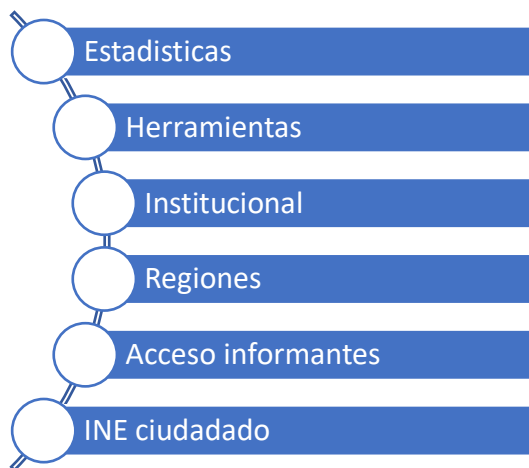 Estadisticas
Herramientas
Institucional
Regiones
Acceso informantes
INE ciudadado